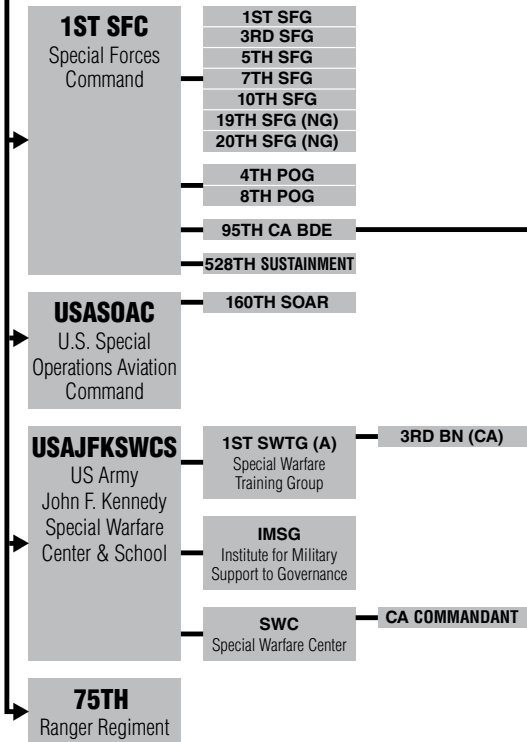 1ST SFC
Special Forces
Command
1ST SFG
3RD SFG
5TH SFG
7TH SFG
10TH SFG
19TH SFG (NG)
20TH SFG (NG)
4TH POG
8TH POG
95TH CA BDE
528TH SUSTAINMENT
USASOAC
U.S. Special
Operations Aviation
Command
160TH SOAR
USAJFKSWCS
US Army
John F. Kennedy
Special Warfare
Center & School
1ST SWTG (A)
Special Warfare
Training Group
3RD BN (CA)
IMSG
Institute for Military
Support to Governance
SWC
Special Warfare Center
CA COMMANDANT
75TH
Ranger Regiment